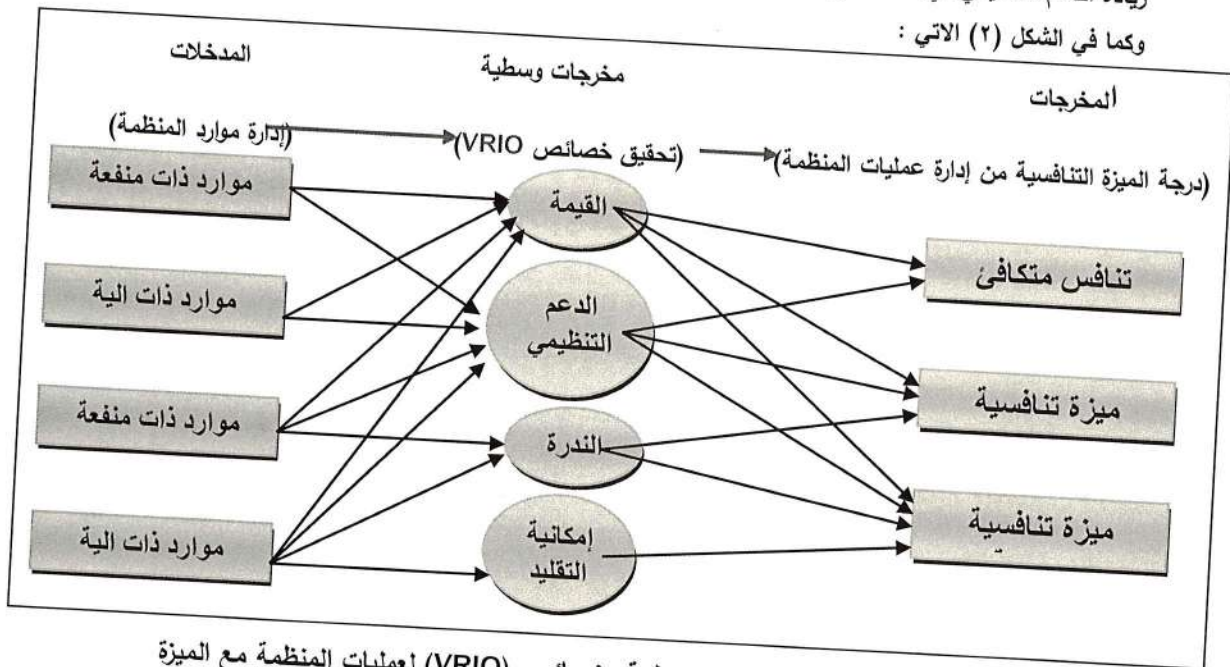 وكما في الشكل (٢) الاتي :
المدخلات
مخرجات وسطية
ألمخرجات
(إدارة موارد المنظمة)
(تحقيق خصائص VRIO)
(درجة الميزة التنافسية من إدارة عمليات المنظمة)
موارد ذات منفعة
موارد ذات الية
موارد ذات منفعة
موارد ذات الية
القيمة
الدعم
التنظيمي
الندرة
إمكانية
التقليد
تنافس متكافئ
ميزة تنافسية
ميزة تنافسية
(VRIO) لعمليات المنظمة مع الميزة